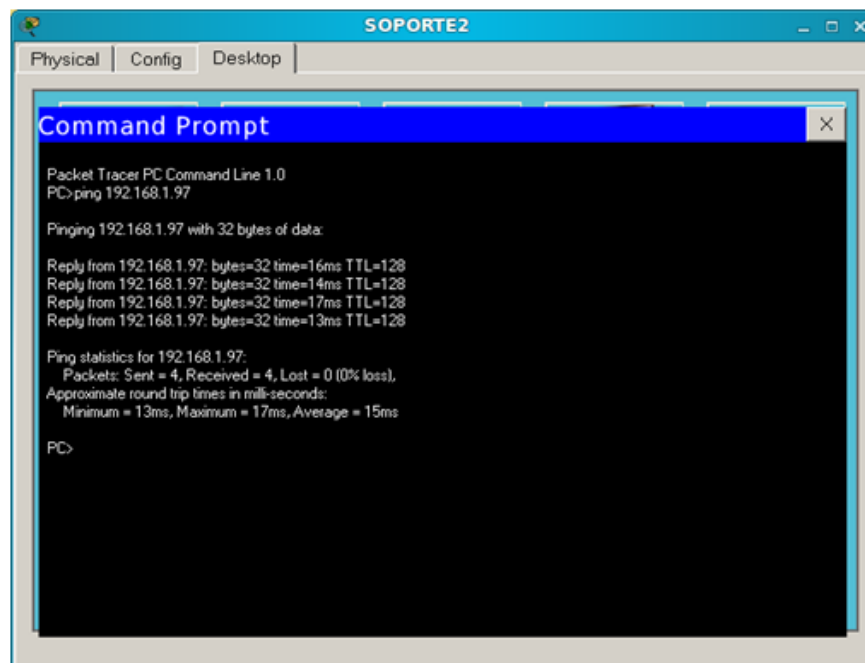 SOPORTE2
Physical Config Desktop
Command Prompt
Packet Tracer PC Command Line 1.0
PC>ping 192.168.1.97
Pinging 192.168.1.97 with 32 bytes of data:
Reply from 192.168.1.97: bytes=32 time=16ms TTL=128
Reply from 192.168.1.97: bytes=32 time=14ms TTL=128
Reply from 192.168.1.97: bytes=32 time=17ms TTL=128
Reply from 192.168.1.97: bytes=32 time=13ms TTL=128
Ping statistics for 192.168.1.97:
Packets: Sent = 4, Received = 4, Lost = 0 (0% loss),
Approximate round trip times in milli-seconds:
Minimum = 13ms, Maximum = 17ms, Average = 15ms
PC>